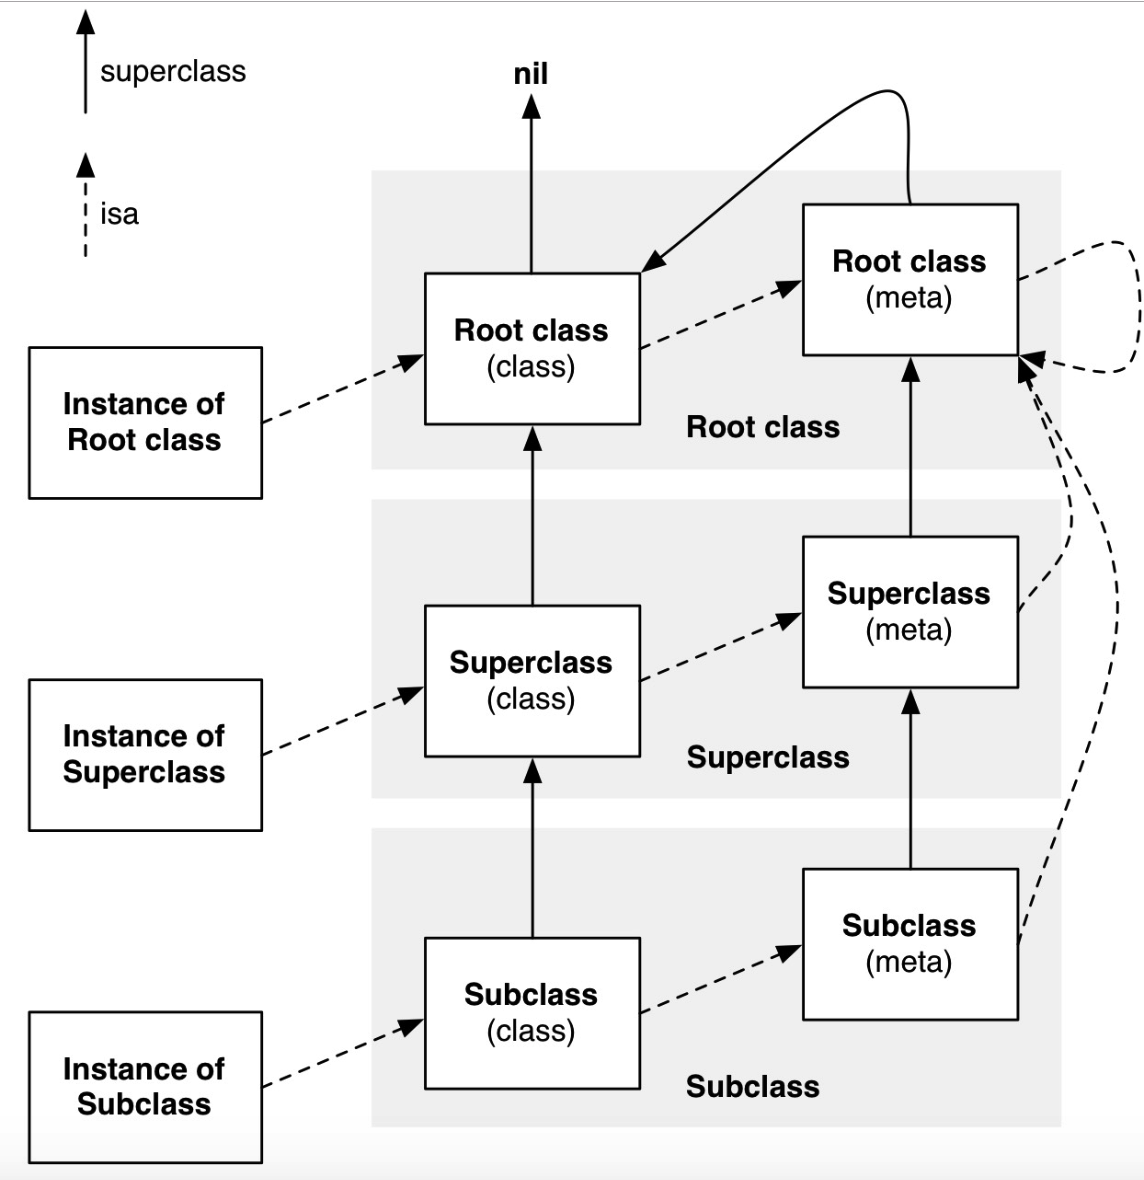 superclass
isa
nil
Root class
(meta)
Root class
(class)
Instance of
Root class
Root class
Superclass
(meta)
Superclass
(class)
Instance of
Superclass
Superclass
Subclass
(meta)
Subclass
(class)
Instance of
Subclass
Subclass